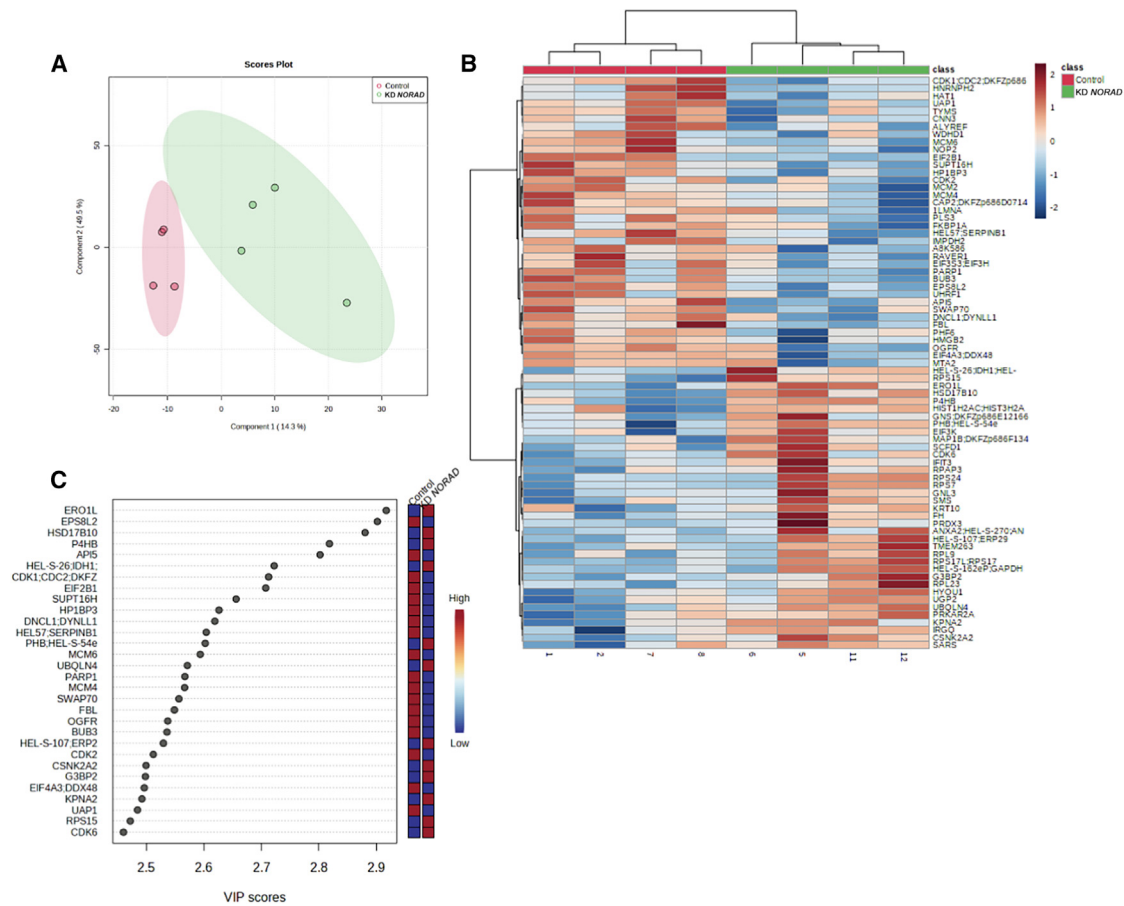 A
Scores Plot
Control
KD NORAD
Component 2 ( 49.5 %)
50
0
-50
-20
-10
0
10
20
30
Component 1 ( 14.3 %)
B
class
CDK1;CDC2;DKFZp686
HNRNPH2
HAT1
UAP1
TYMS
CNN3
ALYREF
WDHD1
MCM6
NOP2
EIF2B1
SUPT16H
HP1BP3
CDK2
MCM2
MCM4
CAP2;DKFZp686D0714
1LMNA
PLS3
FKBP1A
HEL57;SERPINB1
IMPDH2
A8K586
RAVER1
EIF3S3;EIF3H
PARP1
BUB3
EPS8L2
UHRF1
API5
SWAP70
DNCL1;DYNLL1
FBL
PHF6
HMGB2
OGFR
EIF4A3;DDX48
MTA2
HEL-S-26;IDH1;HEL-
RPS15
ERO1L
HSD17B10
P4HB
HIST1H2AC;HIST3H2A
GNS;DKFZp686E12166
PHB;HEL-S-54e
EIF3K
MAP1B;DKFZp686F134
SCFD1
CDK6
IFIT3
RPAP3
RPS24
RPS7
GNL3
SMS
KRT10
FH
PRDX3
ANXA2;HEL-S-270;AN
HEL-S-107;ERP29
TMEM263
RPL9
RPS17L;RPS17
HEL-S-162eP;GAPDH
G3BP2
RPL23
HYOU1
UGP2
UBQLN4
PRKAR2A
KPNA2
IRGQ
CSNK2A2
SARS
1
2
7
8
6
5
11
12
2
1
0
-1
-2
class
Control
KD NORAD
C
Control
KD NORAD
ERO1L
EPS8L2
HSD17B10
P4HB
API5
HEL-S-26;IDH1;
CDK1;CDC2;DKFZ
EIF2B1
SUPT16H
HP1BP3
DNCL1;DYNLL1
HEL57;SERPINB1
PHB;HEL-S-54e
MCM6
UBQLN4
PARP1
MCM4
SWAP70
FBL
OGFR
BUB3
HEL-S-107;ERP2
CDK2
CSNK2A2
G3BP2
EIF4A3;DDX48
KPNA2
UAP1
RPS15
CDK6
High
Low
2.5
2.6
2.7
2.8
2.9
VIP scores